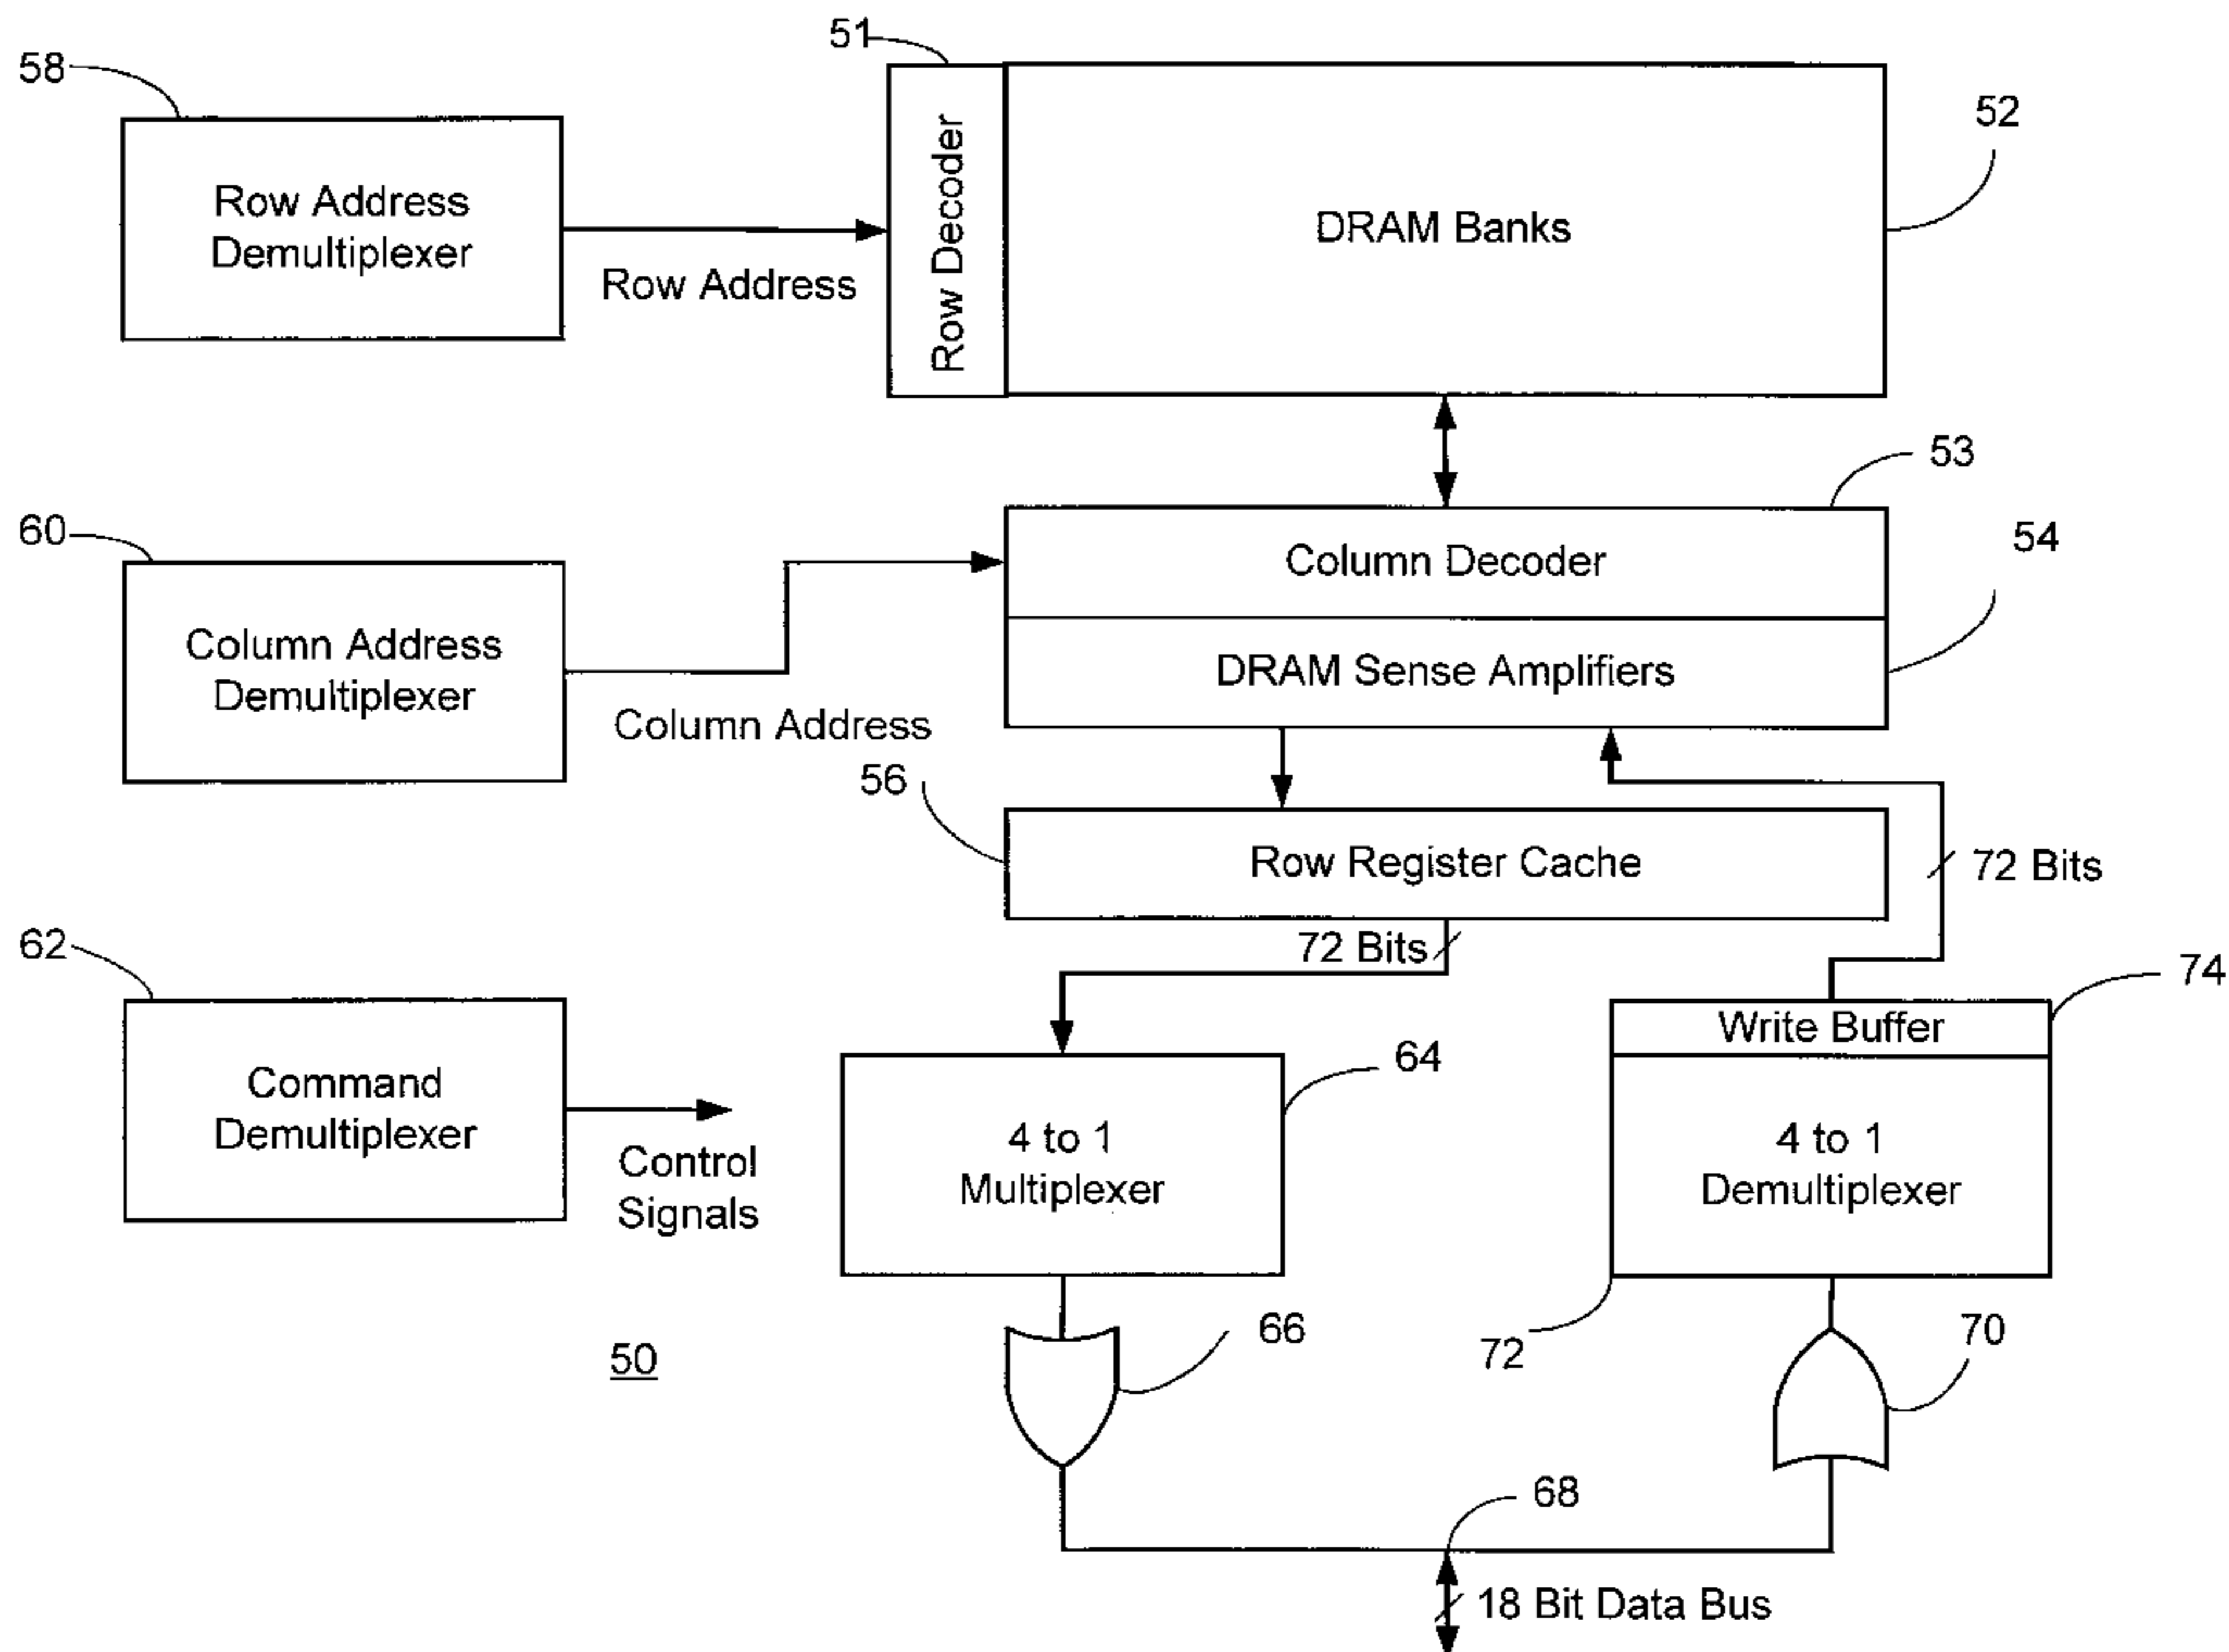 51
58
52
Row Address
Demultiplexer
Row Decoder
DRAM Banks
Row Address
53
60
54
Column Decoder
Column Address
Demultiplexer
DRAM Sense Amplifiers
Column Address
56
Row Register Cache
72 Bits
62
72 Bits
74
Write Buffer
64
Command
Demultiplexer
4 to 1
Multiplexer
4 to 1
Demultiplexer
Control
Signals
66
70
72
50
68
18 Bit Data Bus